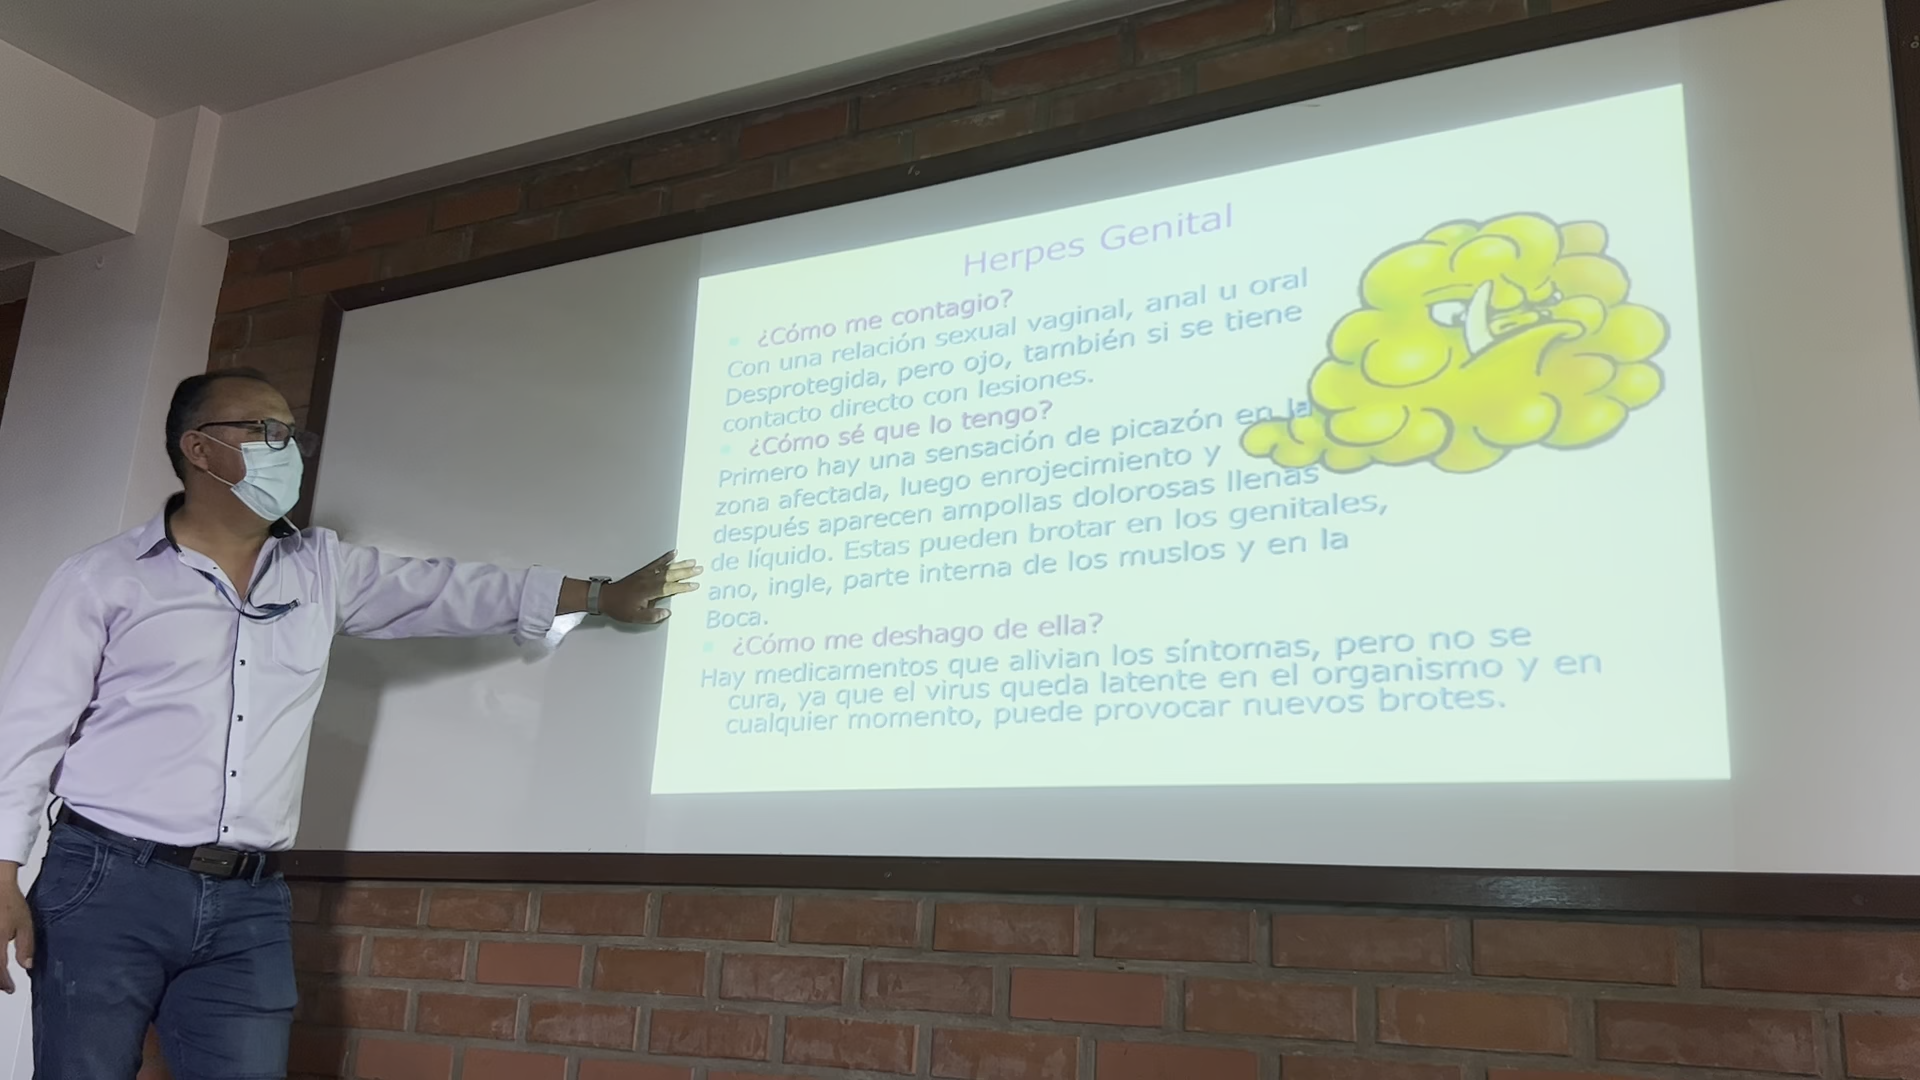 Herpes Genital
¿Cómo me contagio?
Con una relación sexual vaginal, anal u oral
Desprotegida, pero ojo, también si se tiene
contacto directo con lesiones.
¿Cómo sé que lo tengo?
Primero hay una sensación de picazón en la
zona afectada, luego enrojecimiento y
después aparecen ampollas dolorosas llenas
de líquido. Estas pueden brotar en los genitales,
ano, ingle, parte interna de los muslos y en la
Boca.
¿Cómo me deshago de ella?
Hay medicamentos que alivian los síntomas, pero no se
cura, ya que el virus queda latente en el organismo y en
cualquier momento, puede provocar nuevos brotes.